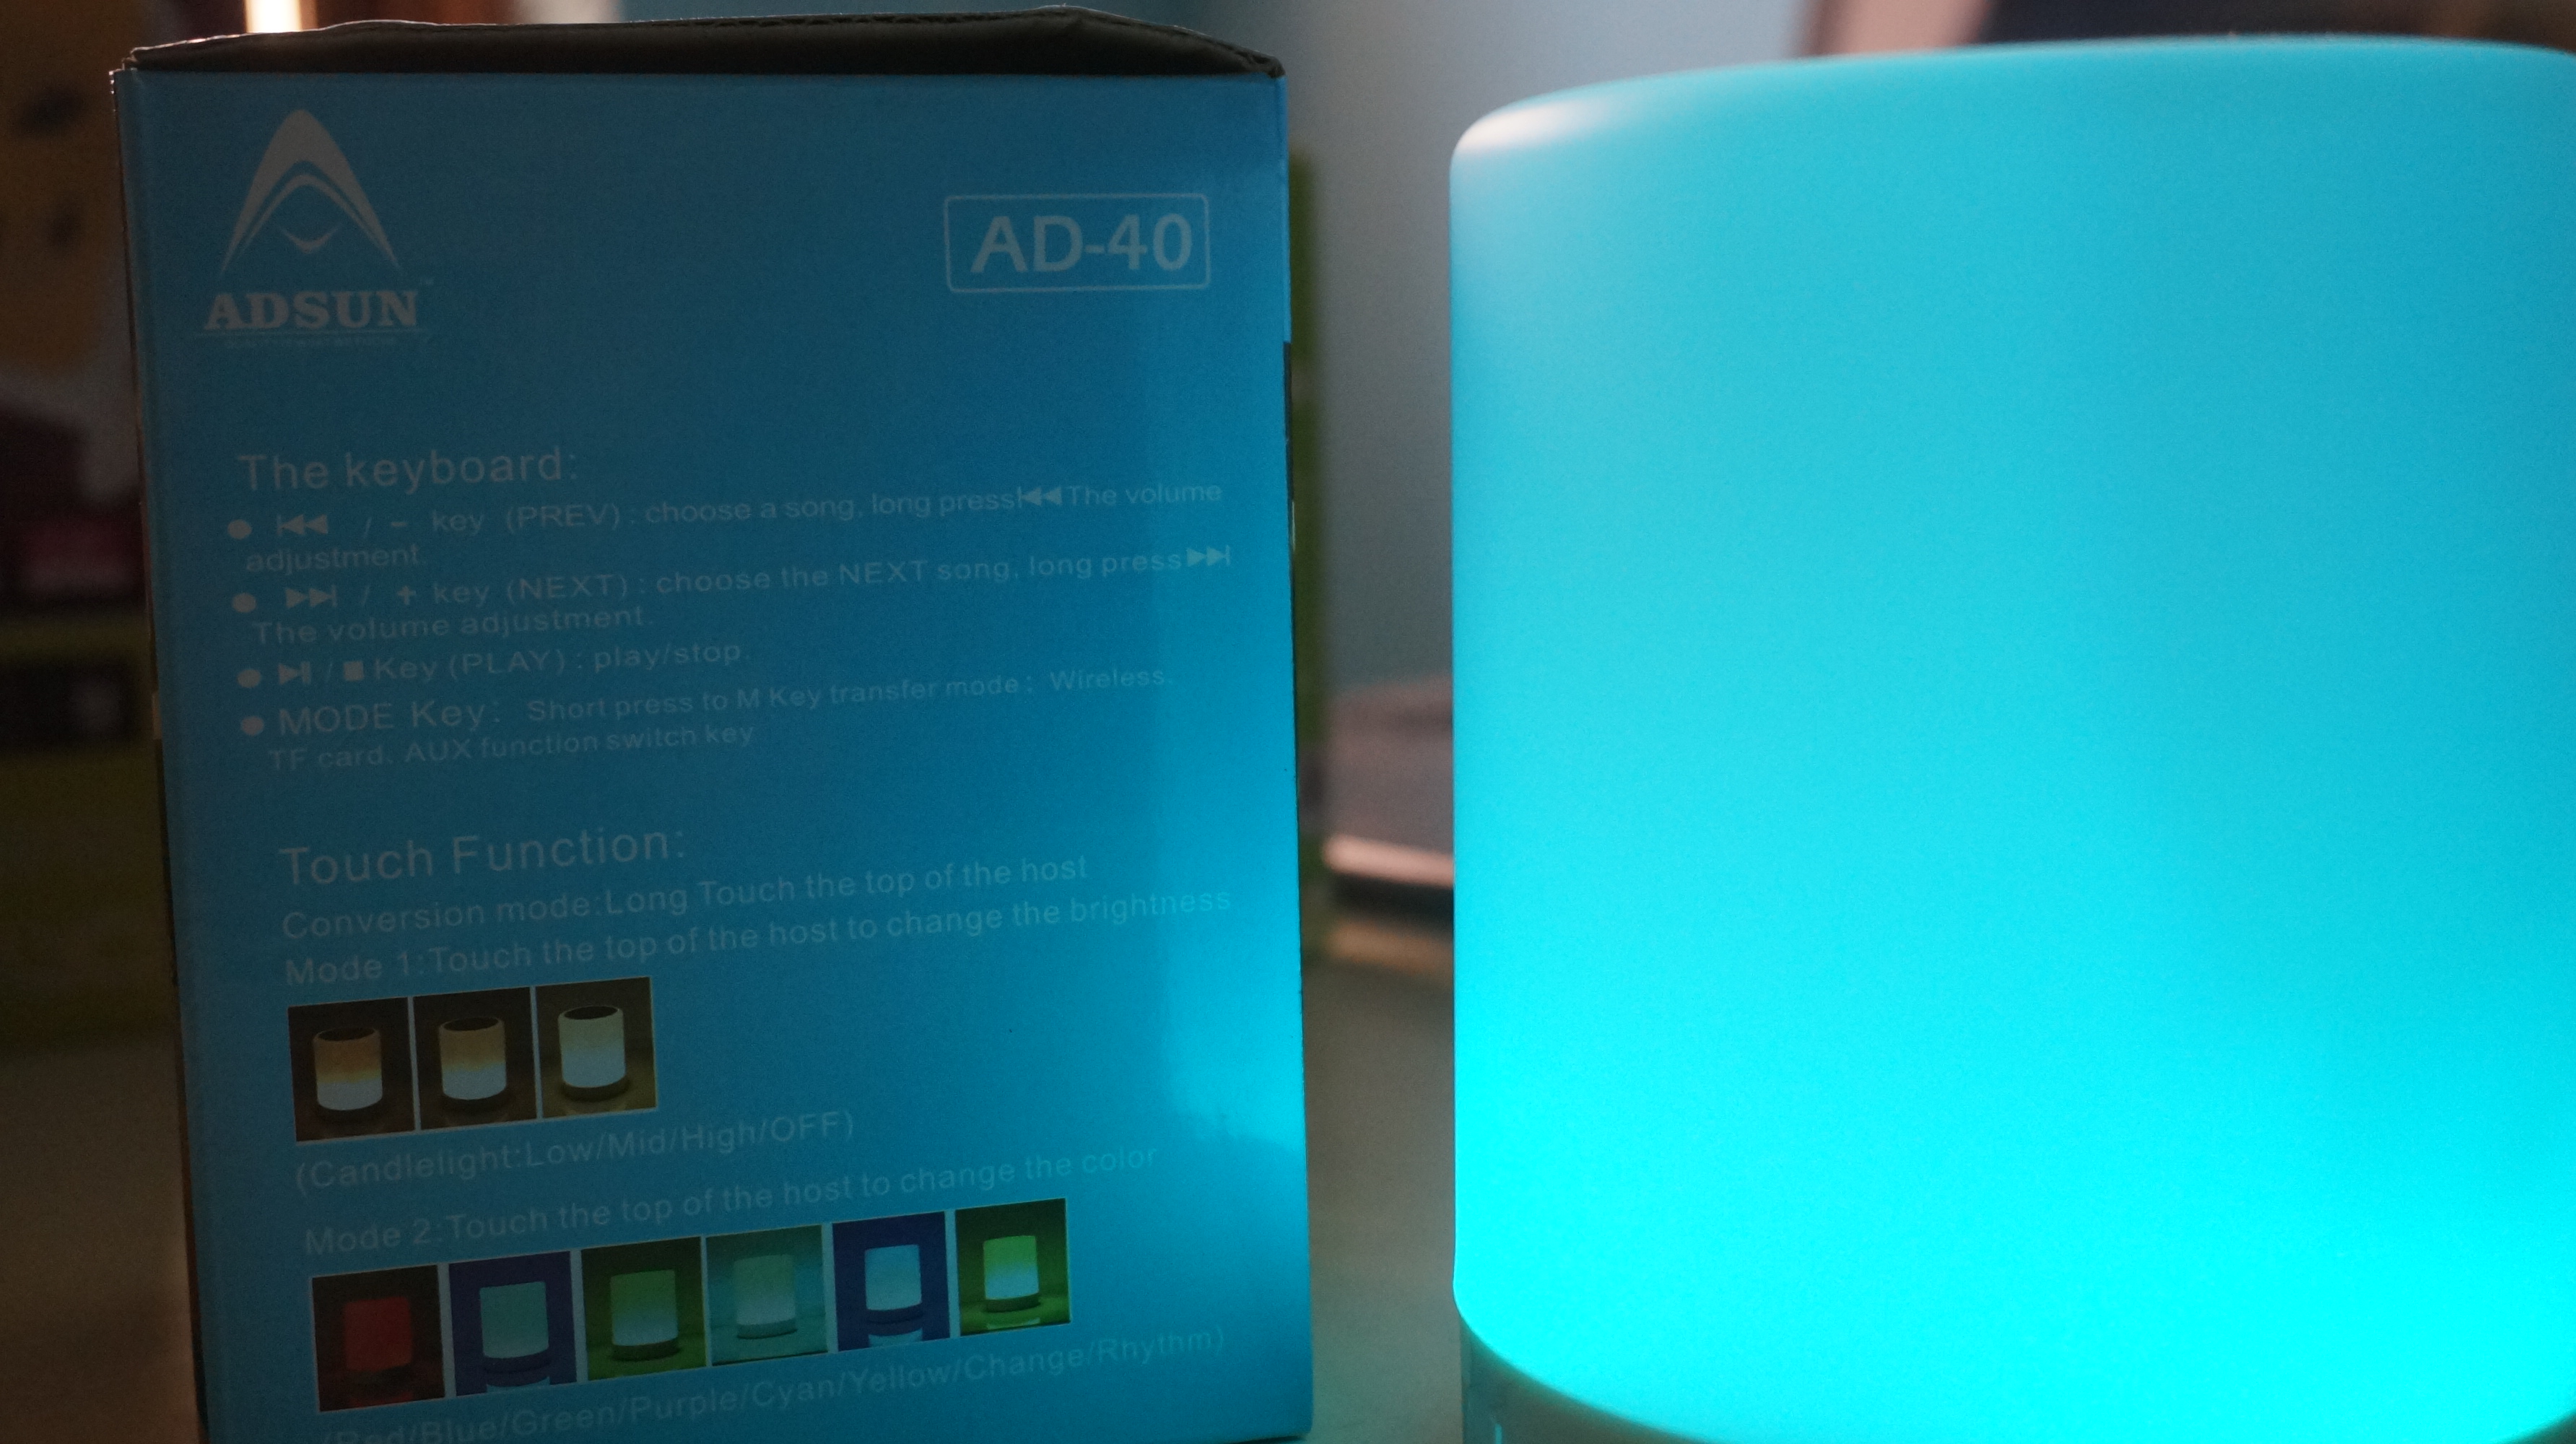 ADSUN
AD-40
The keyboard:
● ⏮ / − key (PREV) : choose a song, long press⏮The volume
adjustment.
● ⏭ / + key (NEXT) : choose the NEXT song, long press⏭
The volume adjustment.
● ⏯ / ■ Key (PLAY) : play/stop.
● MODE Key: Short press to M Key transfer mode: Wireless.
TF card. AUX function switch key
Touch Function:
Conversion mode:Long Touch the top of the host
Mode 1:Touch the top of the host to change the brightness
(Candlelight:Low/Mid/High/OFF)
Mode 2:Touch the top of the host to change the color
(Red/Blue/Green/Purple/Cyan/Yellow/Change/Rhythm)